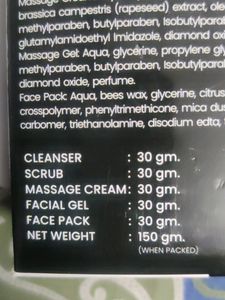 brassica campestris (rapeseed) extract,
methylparaben, butylparaben, Isobutylparab
glutamylamidoethyl Imidazole, diamond oxi
Massage Gel: Aqua, glycerine, propylene gly
methylparaben, butylparaben, Isobutylparab
diamond oxide, perfume.
Face Pack: Aqua, bees wax, glycerine, citrus
crosspolymer, phenyltrimethicone, mica dus
carbomer, triethanolamine, disodium edta,
CLEANSER : 30 gm.
SCRUB : 30 gm.
MASSAGE CREAM : 30 gm.
FACIAL GEL : 30 gm.
FACE PACK : 30 gm.
NET WEIGHT : 150 gm.
(WHEN PACKED)